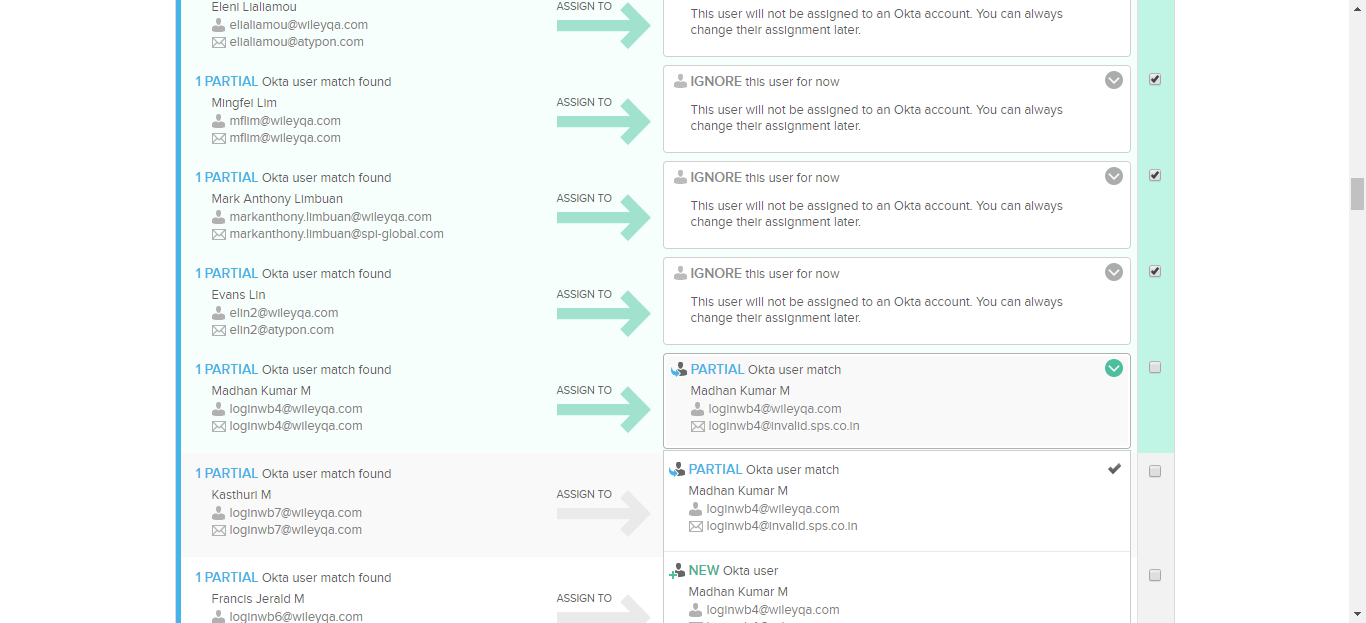 Eleni Lialiamou
elialiamou@wileyqa.com
elialiamou@atypon.com
ASSIGN TO
This user will not be assigned to an Okta account. You can always
change their assignment later.
1 PARTIAL Okta user match found
Mingfei Lim
mflim@wileyqa.com
mflim@wileyqa.com
ASSIGN TO
IGNORE this user for now
This user will not be assigned to an Okta account. You can always
change their assignment later.
1 PARTIAL Okta user match found
Mark Anthony Limbuan
markanthony.limbuan@wileyqa.com
markanthony.limbuan@spi-global.com
ASSIGN TO
IGNORE this user for now
This user will not be assigned to an Okta account. You can always
change their assignment later.
1 PARTIAL Okta user match found
Evans Lin
elin2@wileyqa.com
elin2@atypon.com
ASSIGN TO
IGNORE this user for now
This user will not be assigned to an Okta account. You can always
change their assignment later.
1 PARTIAL Okta user match found
Madhan Kumar M
loginwb4@wileyqa.com
loginwb4@wileyqa.com
ASSIGN TO
PARTIAL Okta user match
Madhan Kumar M
loginwb4@wileyqa.com
loginwb4@invalid.sps.co.in
1 PARTIAL Okta user match found
Kasthuri M
loginwb7@wileyqa.com
loginwb7@wileyqa.com
ASSIGN TO
PARTIAL Okta user match
Madhan Kumar M
loginwb4@wileyqa.com
loginwb4@invalid.sps.co.in
1 PARTIAL Okta user match found
Francis Jerald M
loginwb6@wileyqa.com
ASSIGN TO
NEW Okta user
Madhan Kumar M
loginwb4@wileyqa.com